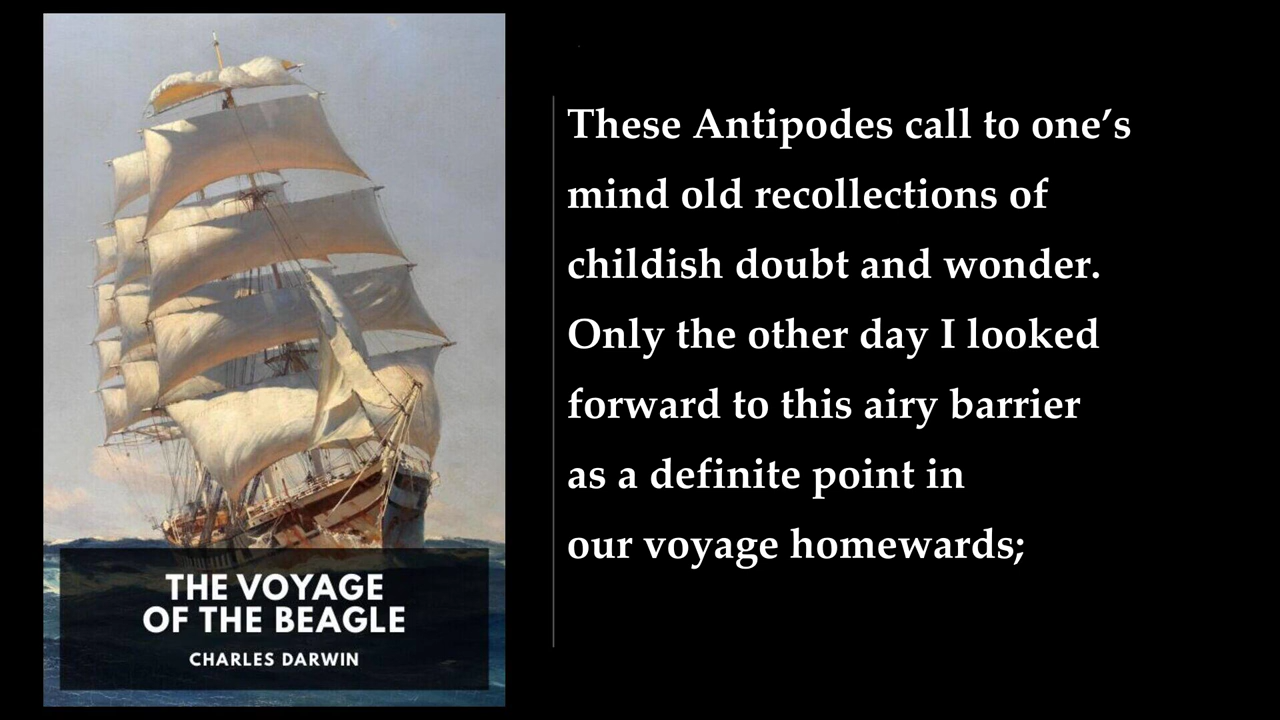 THE VOYAGE
OF THE BEAGLE
CHARLES DARWIN
These Antipodes call to one’s
mind old recollections of
childish doubt and wonder.
Only the other day I looked
forward to this airy barrier
as a definite point in
our voyage homewards;